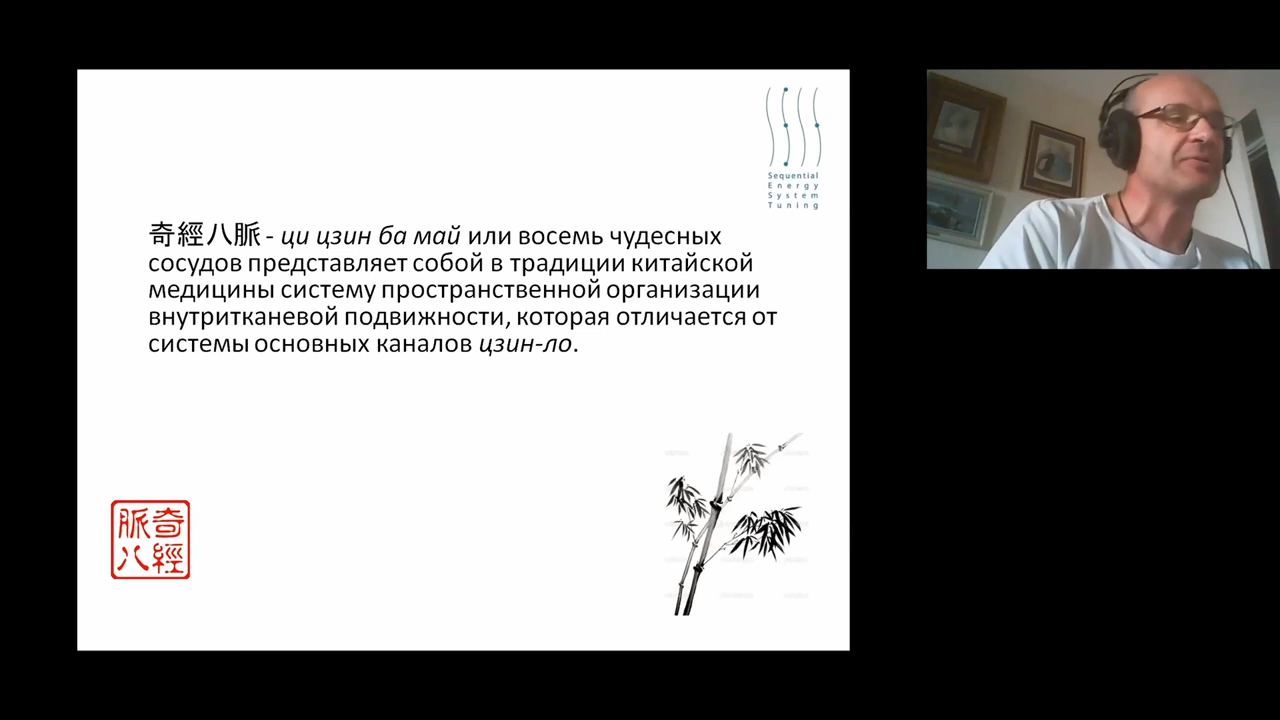 Sequential
Energy
System
Tuning
奇經八脈 - ци цзин ба май или восемь чудесных
сосудов представляет собой в традиции китайской
медицины систему пространственной организации
внутритканевой подвижности, которая отличается от
системы основных каналов цзин-ло.
奇經
脈八